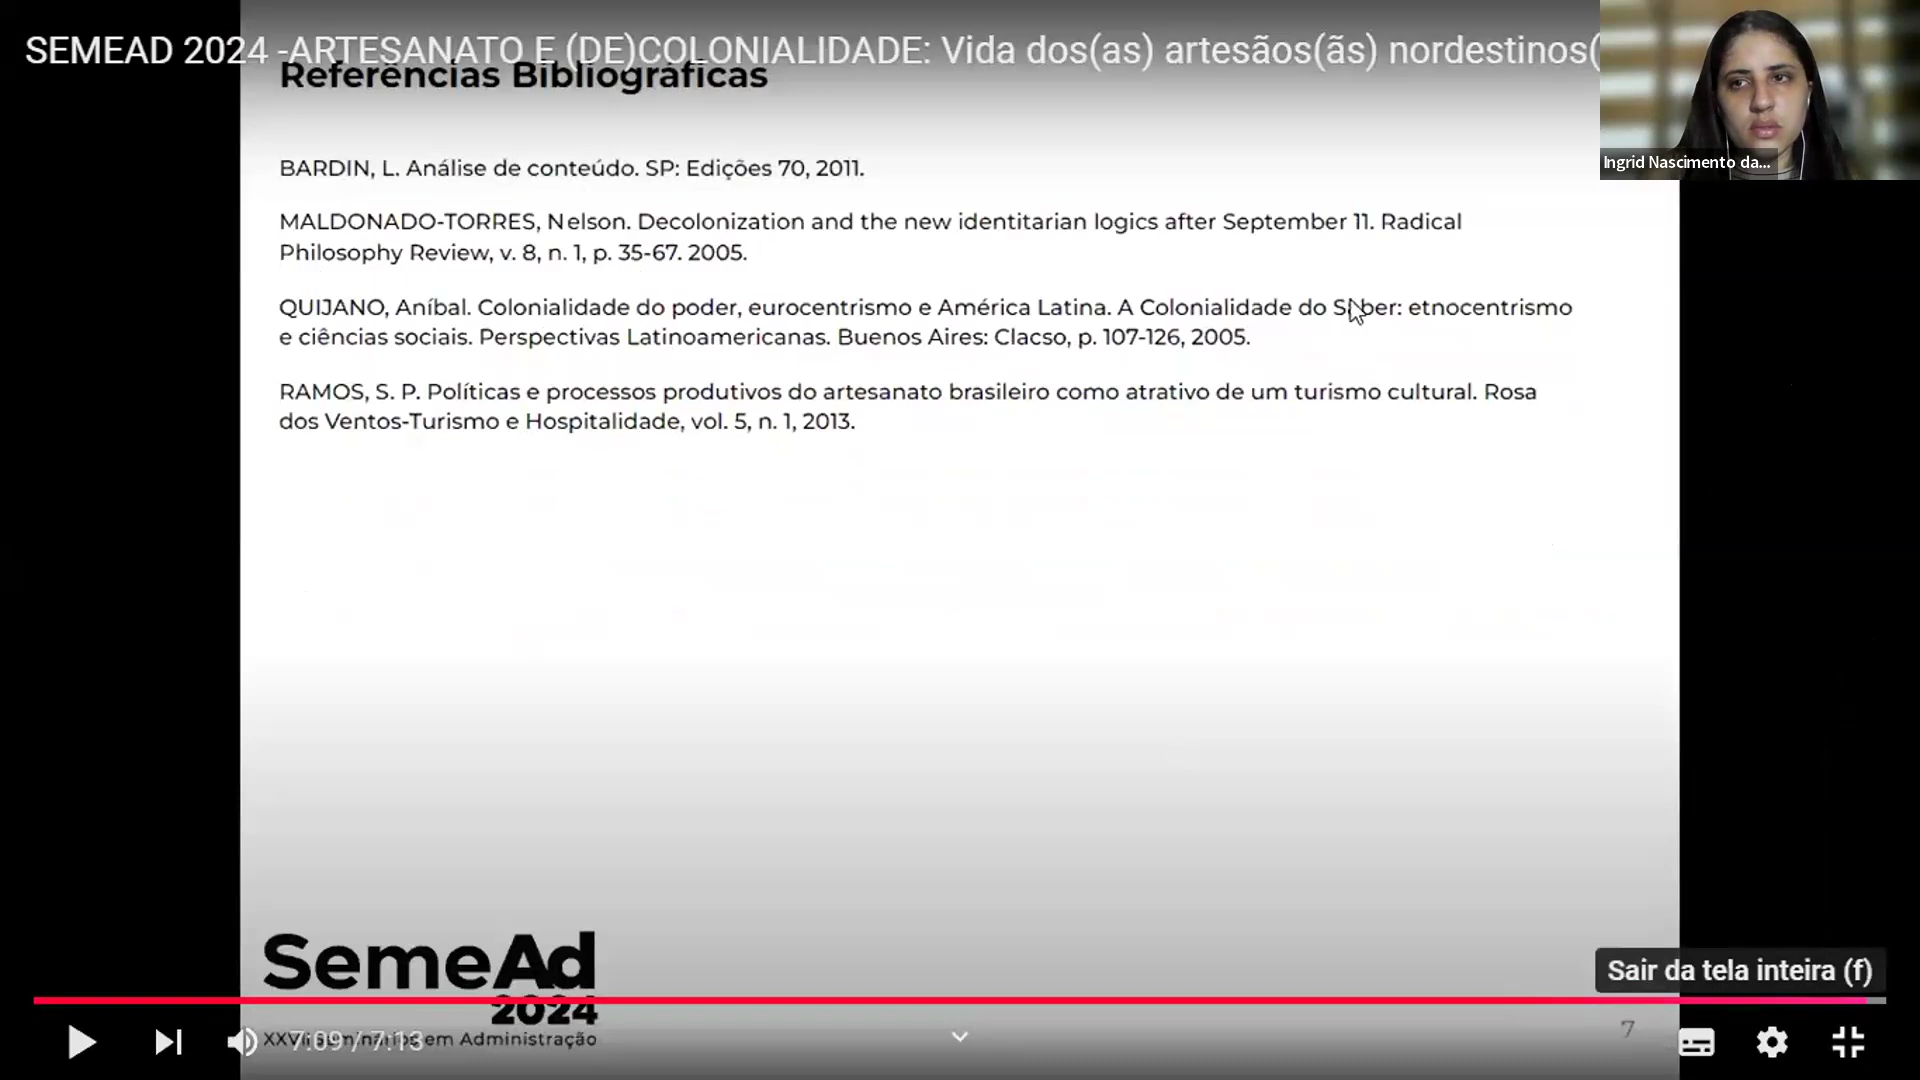 SEMEAD 2024 -ARTESANATO E (DE)COLONIALIDADE: Vida dos(as) artesãos(ãs) nordestinos(
Referências Bibliográficas
Ingrid Nascimento da...
BARDIN, L. Análise de conteúdo. SP: Edições 70, 2011.
MALDONADO-TORRES, Nelson. Decolonization and the new identitarian logics after September 11. Radical
Philosophy Review, v. 8, n. 1, p. 35-67. 2005.
QUIJANO, Aníbal. Colonialidade do poder, eurocentrismo e América Latina. A Colonialidade do Saber: etnocentrismo
e ciências sociais. Perspectivas Latinoamericanas. Buenos Aires: Clacso, p. 107-126, 2005.
RAMOS, S. P. Políticas e processos produtivos do artesanato brasileiro como atrativo de um turismo cultural. Rosa
dos Ventos-Turismo e Hospitalidade, vol. 5, n. 1, 2013.
SemeAd
2024
Sair da tela inteira (f)
7:09 / 7:13
em Administração
7